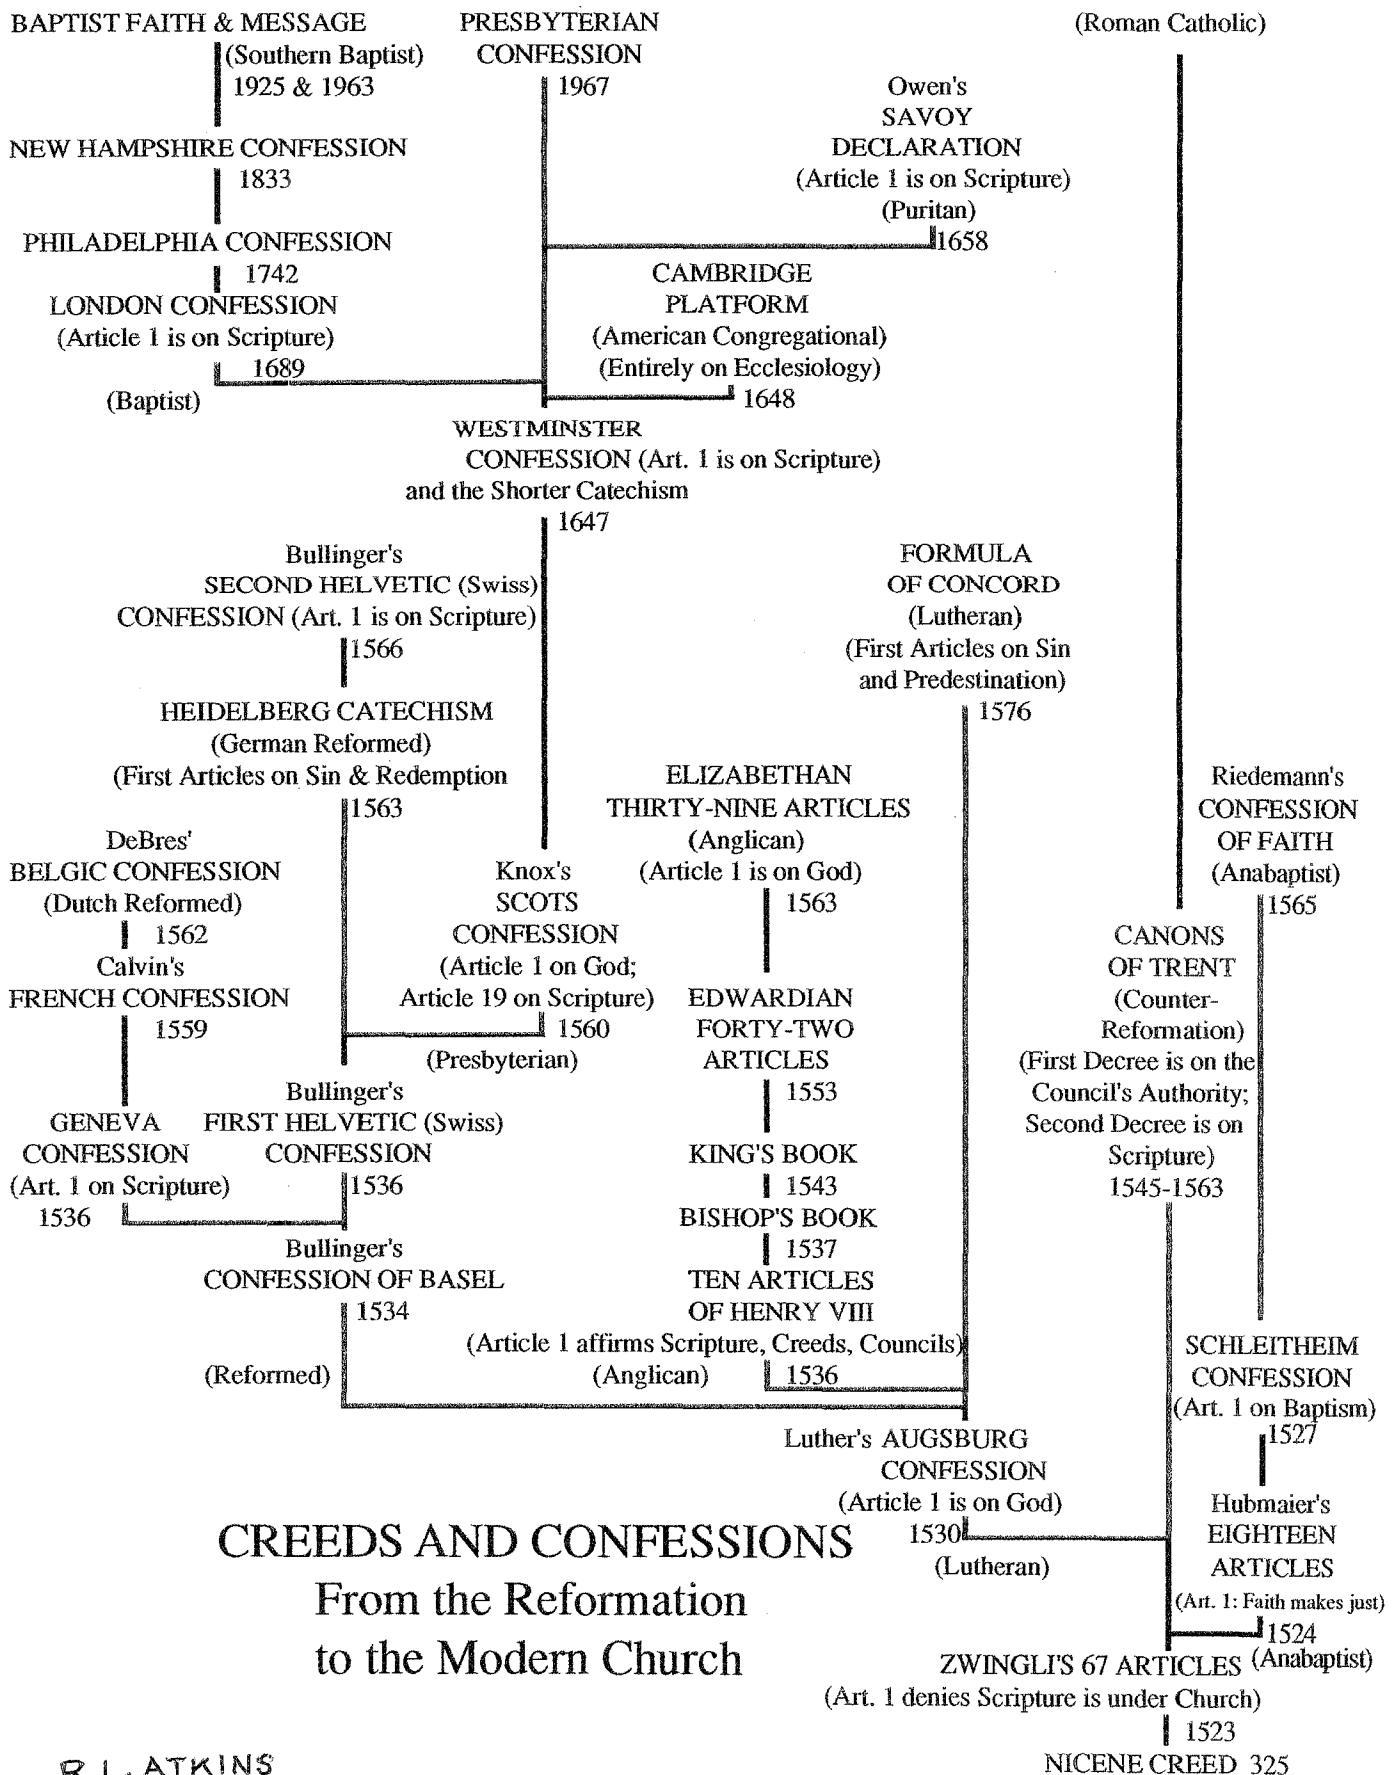 BAPTIST FAITH & MESSAGE
(Southern Baptist)
1925 & 1963
NEW HAMPSHIRE CONFESSION
1833
PHILADELPHIA CONFESSION
1742
LONDON CONFESSION
(Article 1 is on Scripture)
1689
(Baptist)
PRESBYTERIAN
CONFESSION
1967
(Roman Catholic)
Owen's
SAVOY
DECLARATION
(Article 1 is on Scripture)
(Puritan)
1658
CAMBRIDGE
PLATFORM
(American Congregational)
(Entirely on Ecclesiology)
1648
WESTMINSTER
CONFESSION (Art. 1 is on Scripture)
and the Shorter Catechism
1647
Bullinger's
SECOND HELVETIC (Swiss)
CONFESSION (Art. 1 is on Scripture)
1566
HEIDELBERG CATECHISM
(German Reformed)
(First Articles on Sin & Redemption
1563
DeBres'
BELGIC CONFESSION
(Dutch Reformed)
1562
Calvin's
FRENCH CONFESSION
1559
GENEVA
CONFESSION
(Art. 1 on Scripture)
1536
Knox's
SCOTS
CONFESSION
(Article 1 on God;
Article 19 on Scripture)
1560
(Presbyterian)
Bullinger's
FIRST HELVETIC (Swiss)
CONFESSION
1536
Bullinger's
CONFESSION OF BASEL
1534
(Reformed)
ELIZABETHAN
THIRTY-NINE ARTICLES
(Anglican)
(Article 1 is on God)
1563
EDWARDIAN
FORTY-TWO
ARTICLES
1553
KING'S BOOK
1543
BISHOP'S BOOK
1537
TEN ARTICLES
OF HENRY VIII
(Article 1 affirms Scripture, Creeds, Councils)
(Anglican)
1536
FORMULA
OF CONCORD
(Lutheran)
(First Articles on Sin
and Predestination)
1576
Luther's AUGSBURG
CONFESSION
(Article 1 is on God)
1530
(Lutheran)
CANONS
OF TRENT
(Counter-
Reformation)
(First Decree is on the
Council's Authority;
Second Decree is on
Scripture)
1545-1563
Riedemann's
CONFESSION
OF FAITH
(Anabaptist)
1565
SCHLEITHEIM
CONFESSION
(Art. 1 on Baptism)
1527
Hubmaier's
EIGHTEEN
ARTICLES
(Art. 1: Faith makes just)
1524
(Anabaptist)
ZWINGLI'S 67 ARTICLES
(Art. 1 denies Scripture is under Church)
1523
NICENE CREED 325
CREEDS AND CONFESSIONS
From the Reformation
to the Modern Church
R.L. ATKINS